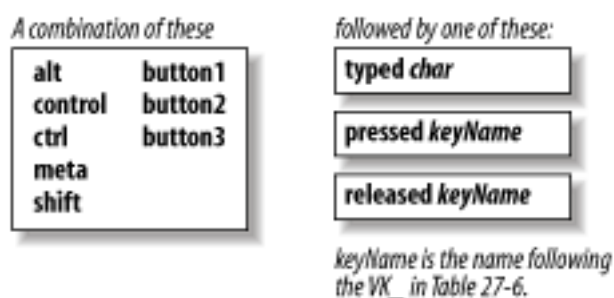 A combination of these
alt button1
control button2
ctrl button3
meta
shift
followed by one of these:
typed char
pressed keyName
released keyName
keyName is the name following
the VK_ in Table 27-6.